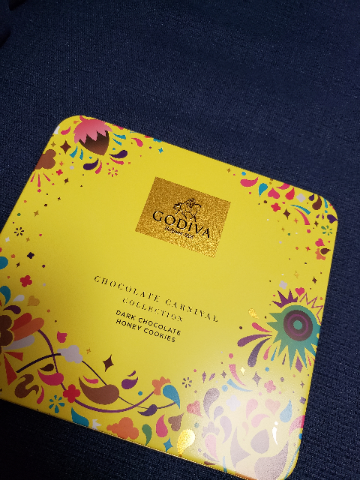 GODIVA
CHOCOLATE CARNIVAL
COLLECTION
DARK CHOCOLATE
HONEY COOKIES